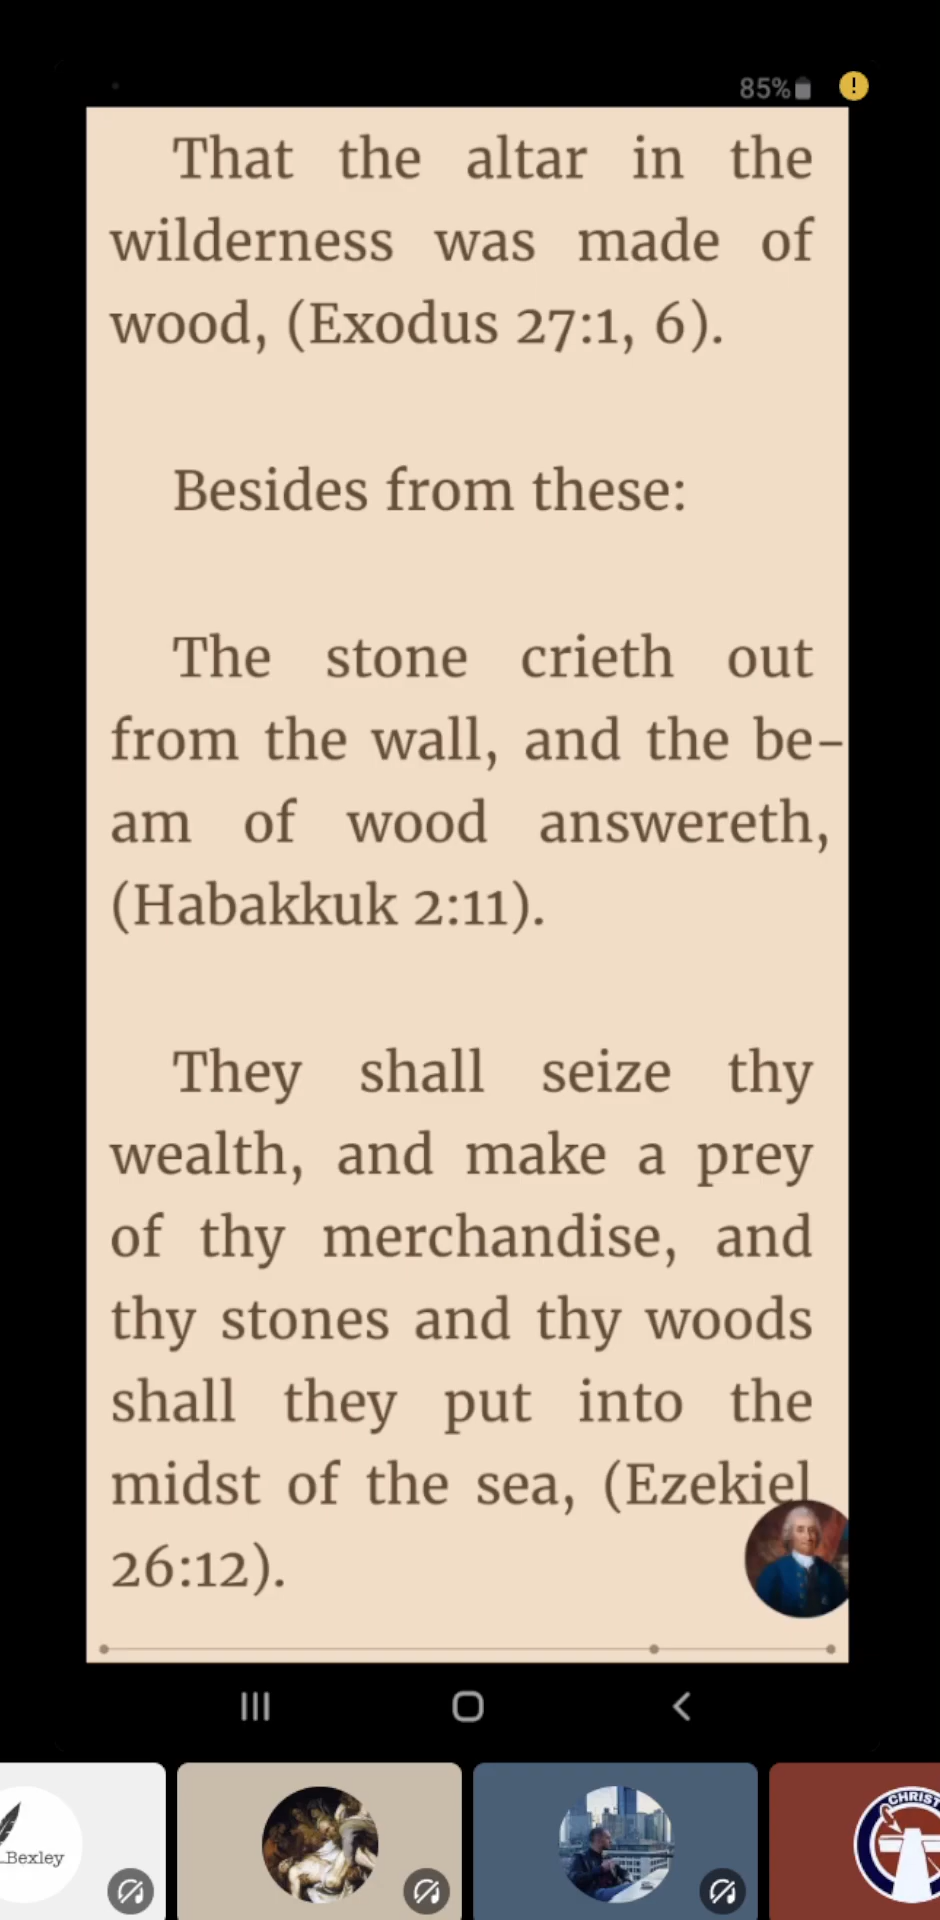 85%
!
That the altar in the
wilderness was made of
wood, (Exodus 27:1, 6).
Besides from these:
The stone crieth out
from the wall, and the be-
am of wood answereth,
(Habakkuk 2:11).
They shall seize thy
wealth, and make a prey
of thy merchandise, and
thy stones and thy woods
shall they put into the
midst of the sea, (Ezekiel
26:12).
Bexley
CHRIST